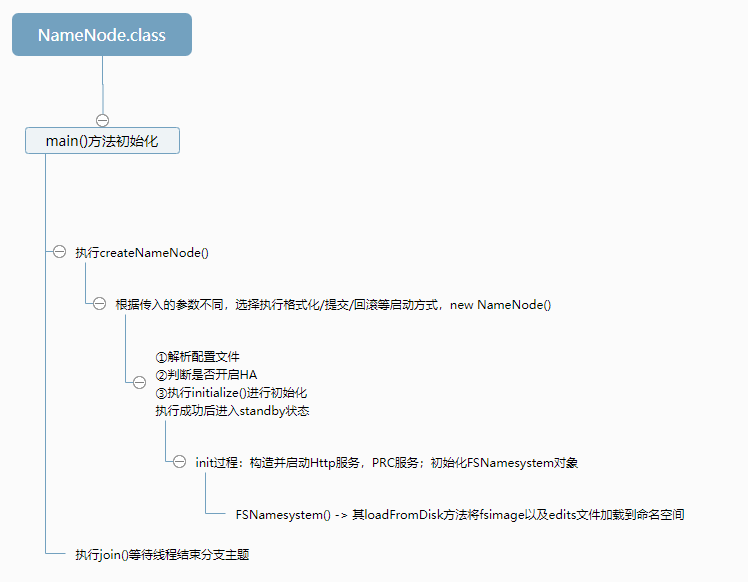 NameNode.class
main()方法初始化
执行createNameNode()
根据传入的参数不同，选择执行格式化/提交/回滚等启动方式，new NameNode()
①解析配置文件
②判断是否开启HA
③执行initialize()进行初始化
执行成功后进入standby状态
init过程：构造并启动Http服务，PRC服务；初始化FSNamesystem对象
FSNamesystem() -> 其loadFromDisk方法将fsimage以及edits文件加载到命名空间
执行join()等待线程结束分支主题